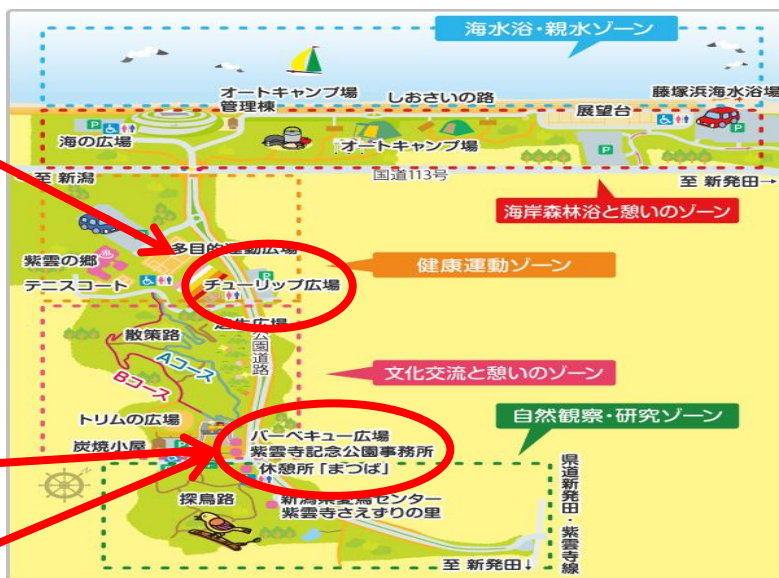 海水浴・親水ゾーン
オートキャンプ場
管理棟
しおさいの路
展望台
藤塚浜海水浴場
海の広場
オートキャンプ場
至 新潟
国道113号
至 新発田→
海岸森林浴と憩いのゾーン
多目的運動広場
紫雲の郷
健康運動ゾーン
テニスコート
チューリップ広場
散策路
公園道路
Aコース
Bコース
文化交流と憩いのゾーン
トリムの広場
自然観察・研究ゾーン
炭焼小屋
バーベキュー広場
紫雲寺記念公園事務所
休憩所「まつば」
探鳥路
新潟県愛鳥センター
紫雲寺さえずりの里
県道新発田・紫雲寺線
至 新発田↓